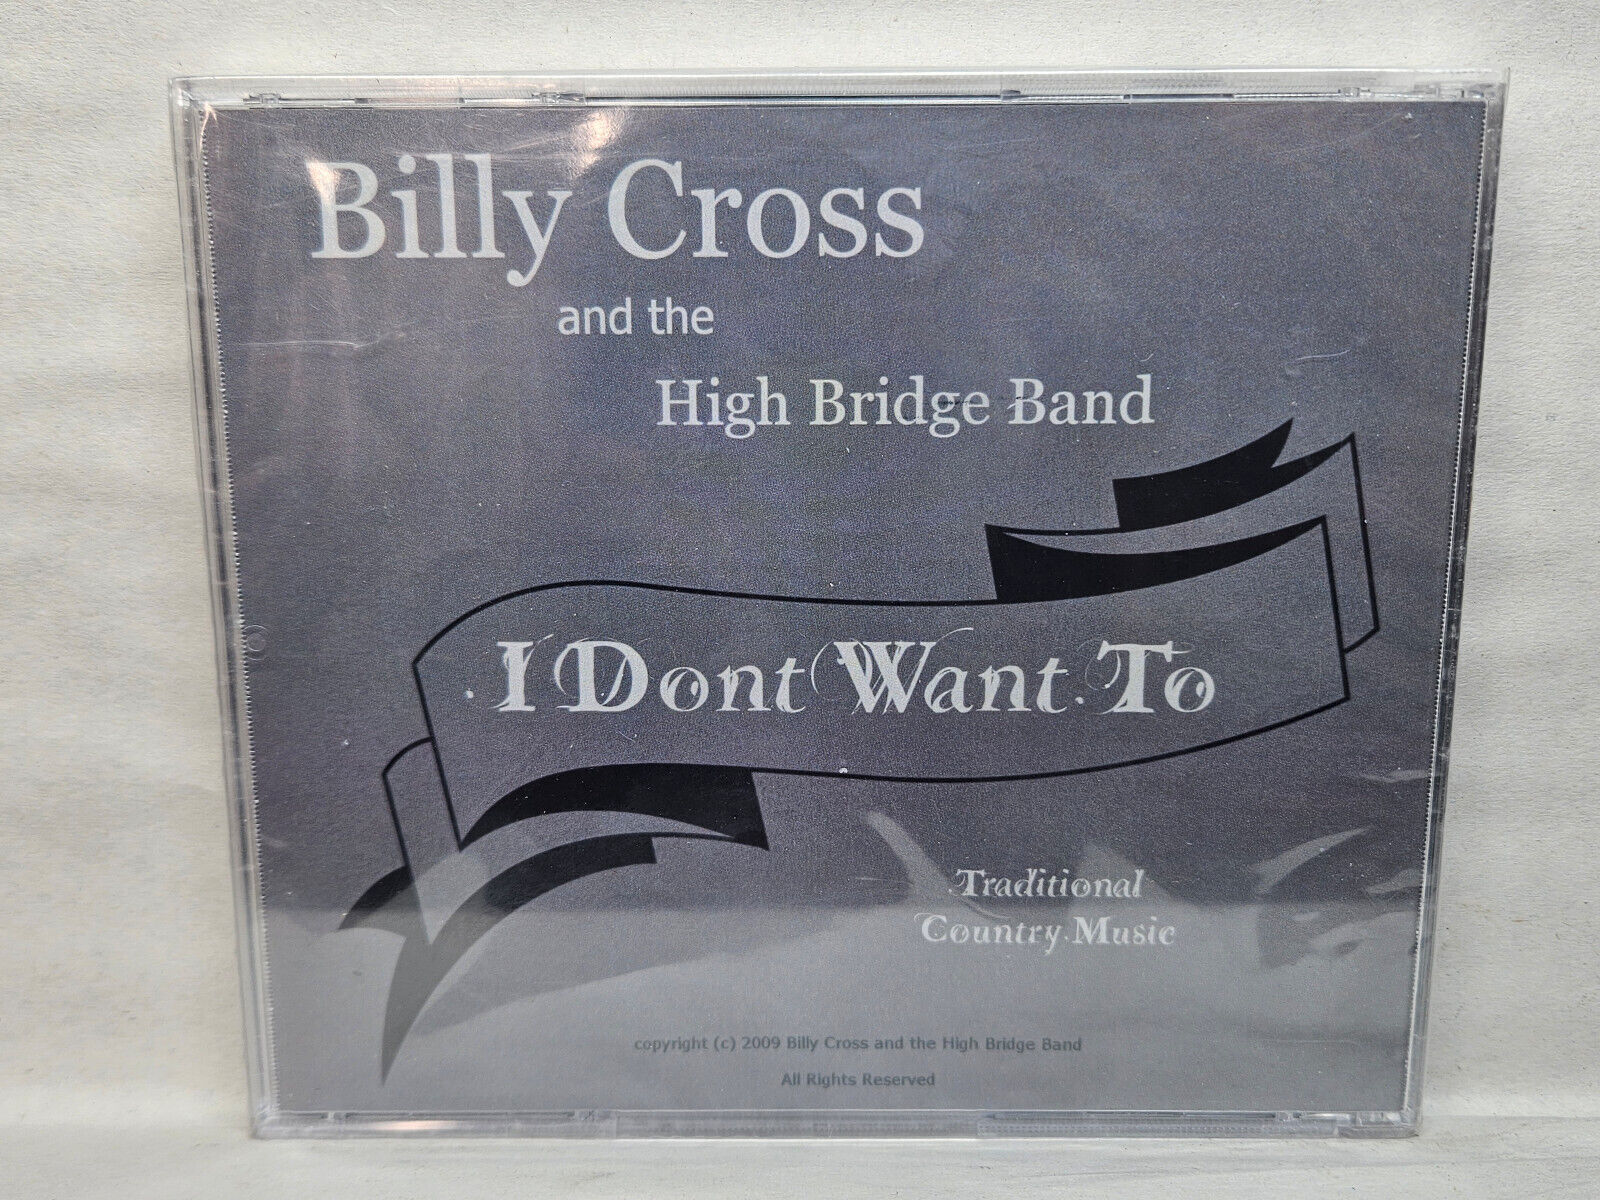 Billy Cross
and the
High Bridge Band
I Dont Want To
Traditional
Country Music
copyright (c) 2009 Billy Cross and the High Bridge Band
All Rights Reserved